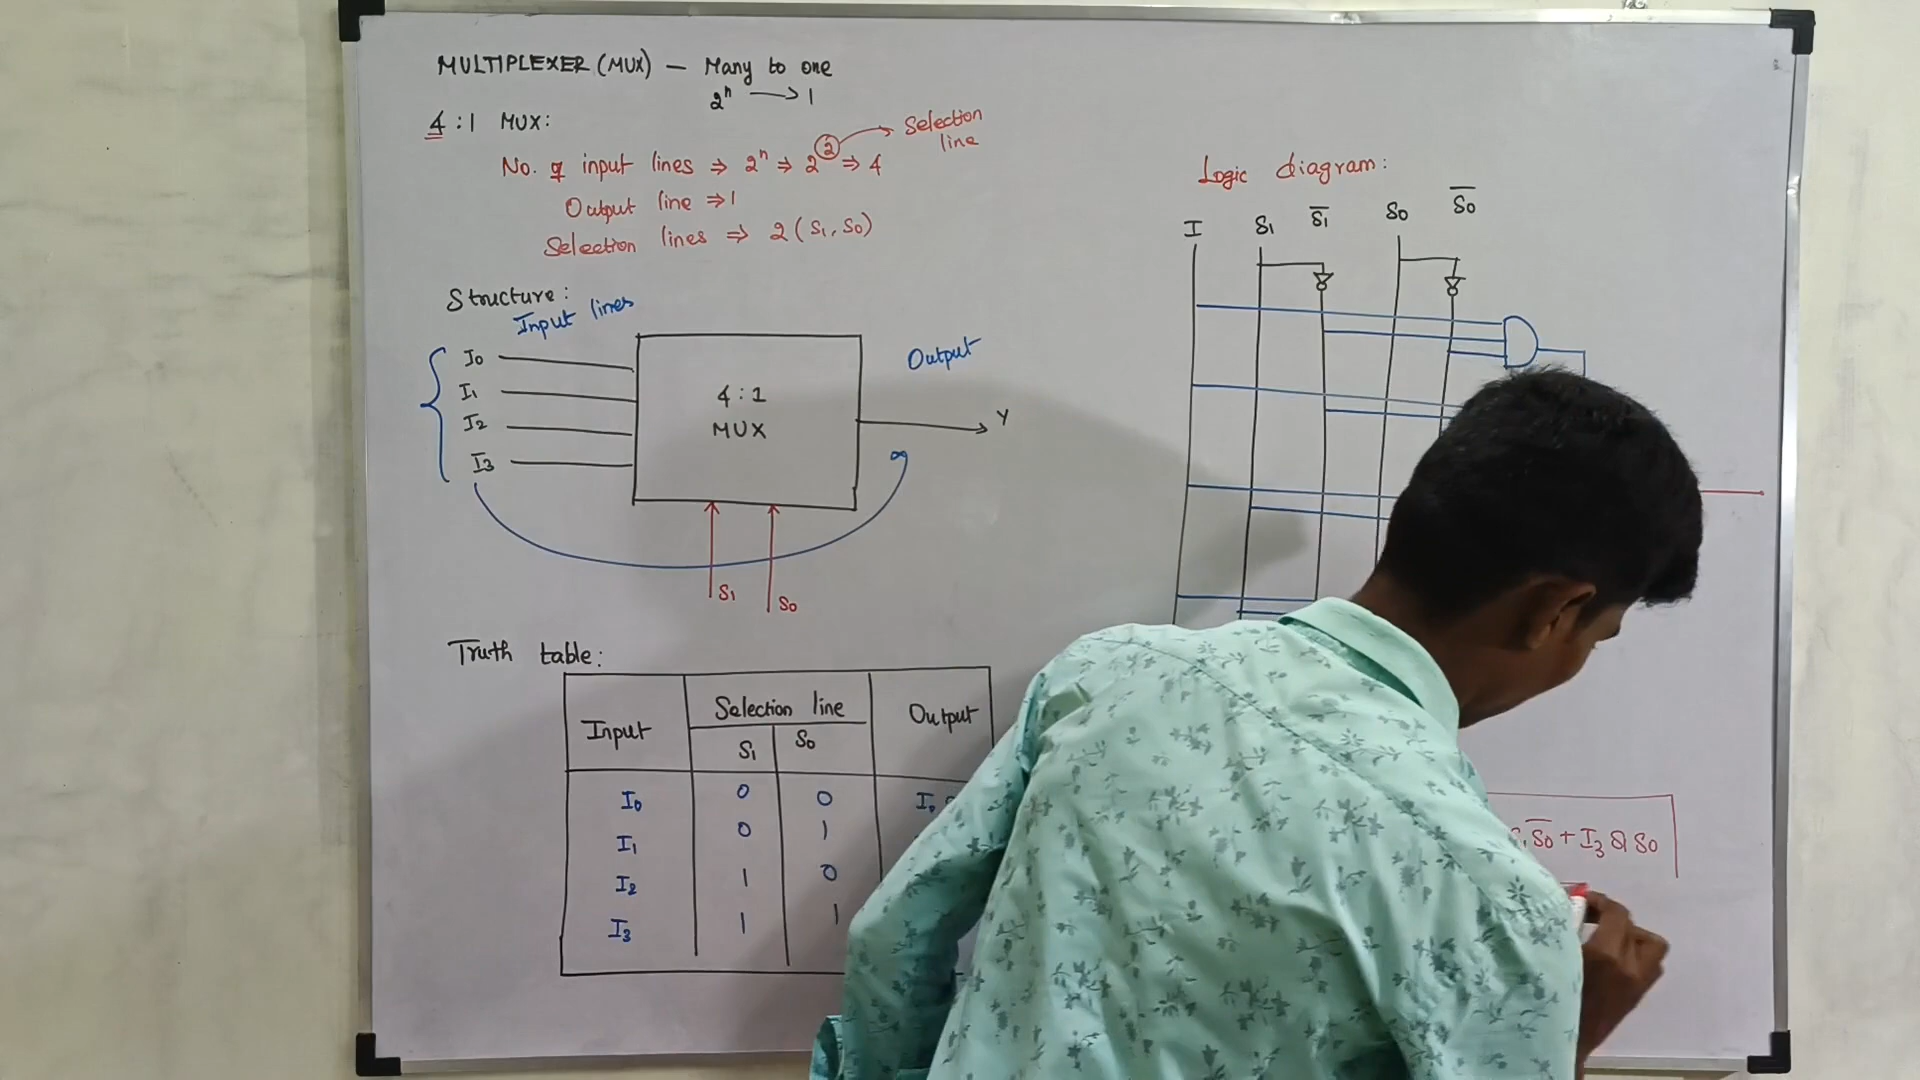 MULTIPLEXER (MUX) — Many to one
2ⁿ → 1
4:1 MUX:
No. of input lines ⇒ 2ⁿ ⇒ 2² ⇒ 4
Selection line
Output line ⇒ 1
Selection lines ⇒ 2 (S1, S0)
Structure:
Input lines
I0
I1
I2
I3
4:1
MUX
Output
Y
S1
S0
Truth table:
Input Selection line Output
S1 S0
I0 0 0
I1 0 1
I2 1 0
I3 1 1
Logic diagram:
I S1 S̅1 S0 S̅0
S̅0 + I3 S1 S0